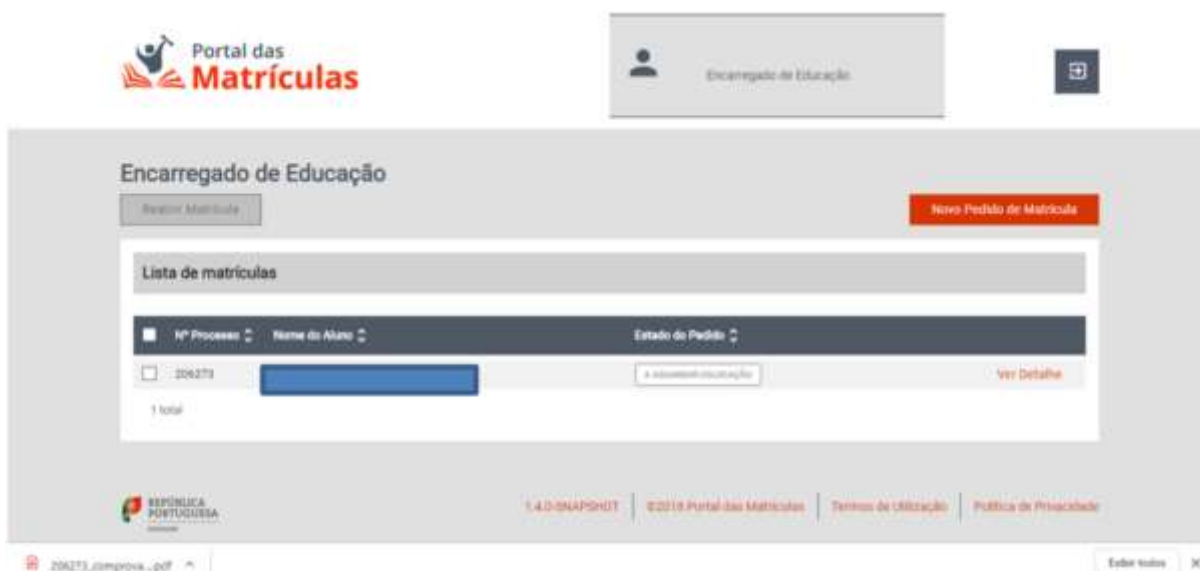 Portal das
Matrículas
Encarregado de Educação
Encarregado de Educação
Matrícula
Novo Pedido de Matrícula
Lista de matrículas
Nº Processo Nome do Aluno Estado do Pedido
206273 Ver Detalhe
1 total
REPÚBLICA
PORTUGUESA
1.4.0-SNAPSHOT ©2019 Portal das Matrículas Termos de Utilização Política de Privacidade
206273_comprova...pdf Exibir todos